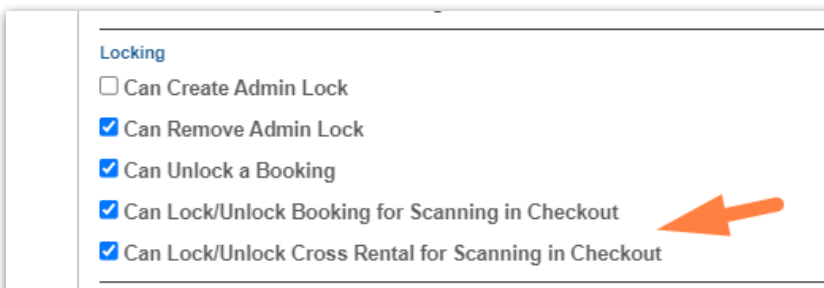 Locking
Can Create Admin Lock
Can Remove Admin Lock
Can Unlock a Booking
Can Lock/Unlock Booking for Scanning in Checkout
Can Lock/Unlock Cross Rental for Scanning in Checkout